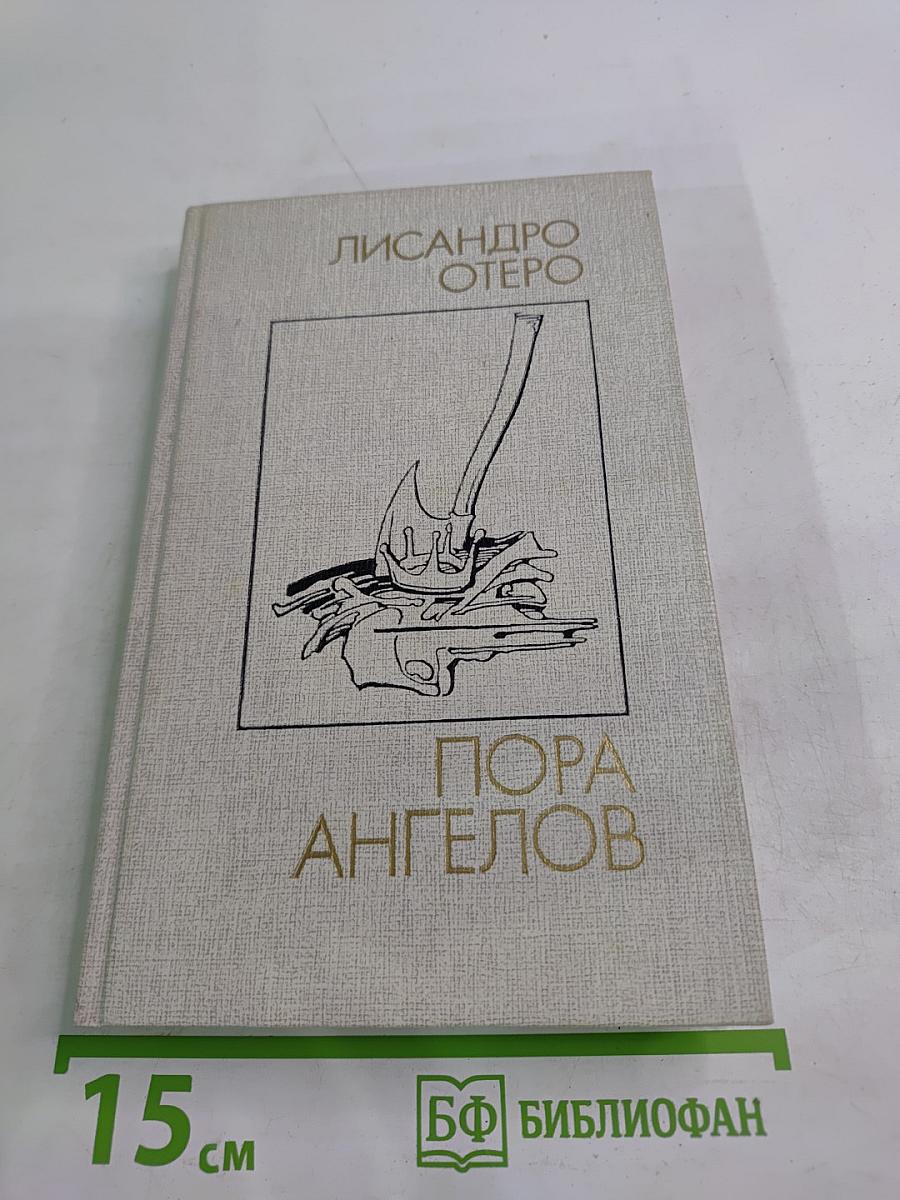 ЛИСАНДРО
ОТЕРО
ПОРА
АНГЕЛОВ
15 см
БФ БИБЛИОФАН